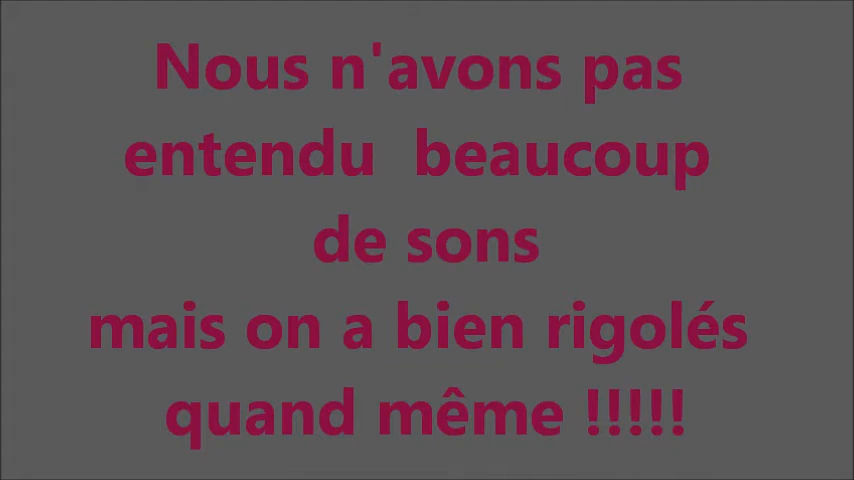 Nous n'avons pas
entendu  beaucoup
de sons
mais on a bien rigolés
quand même !!!!!